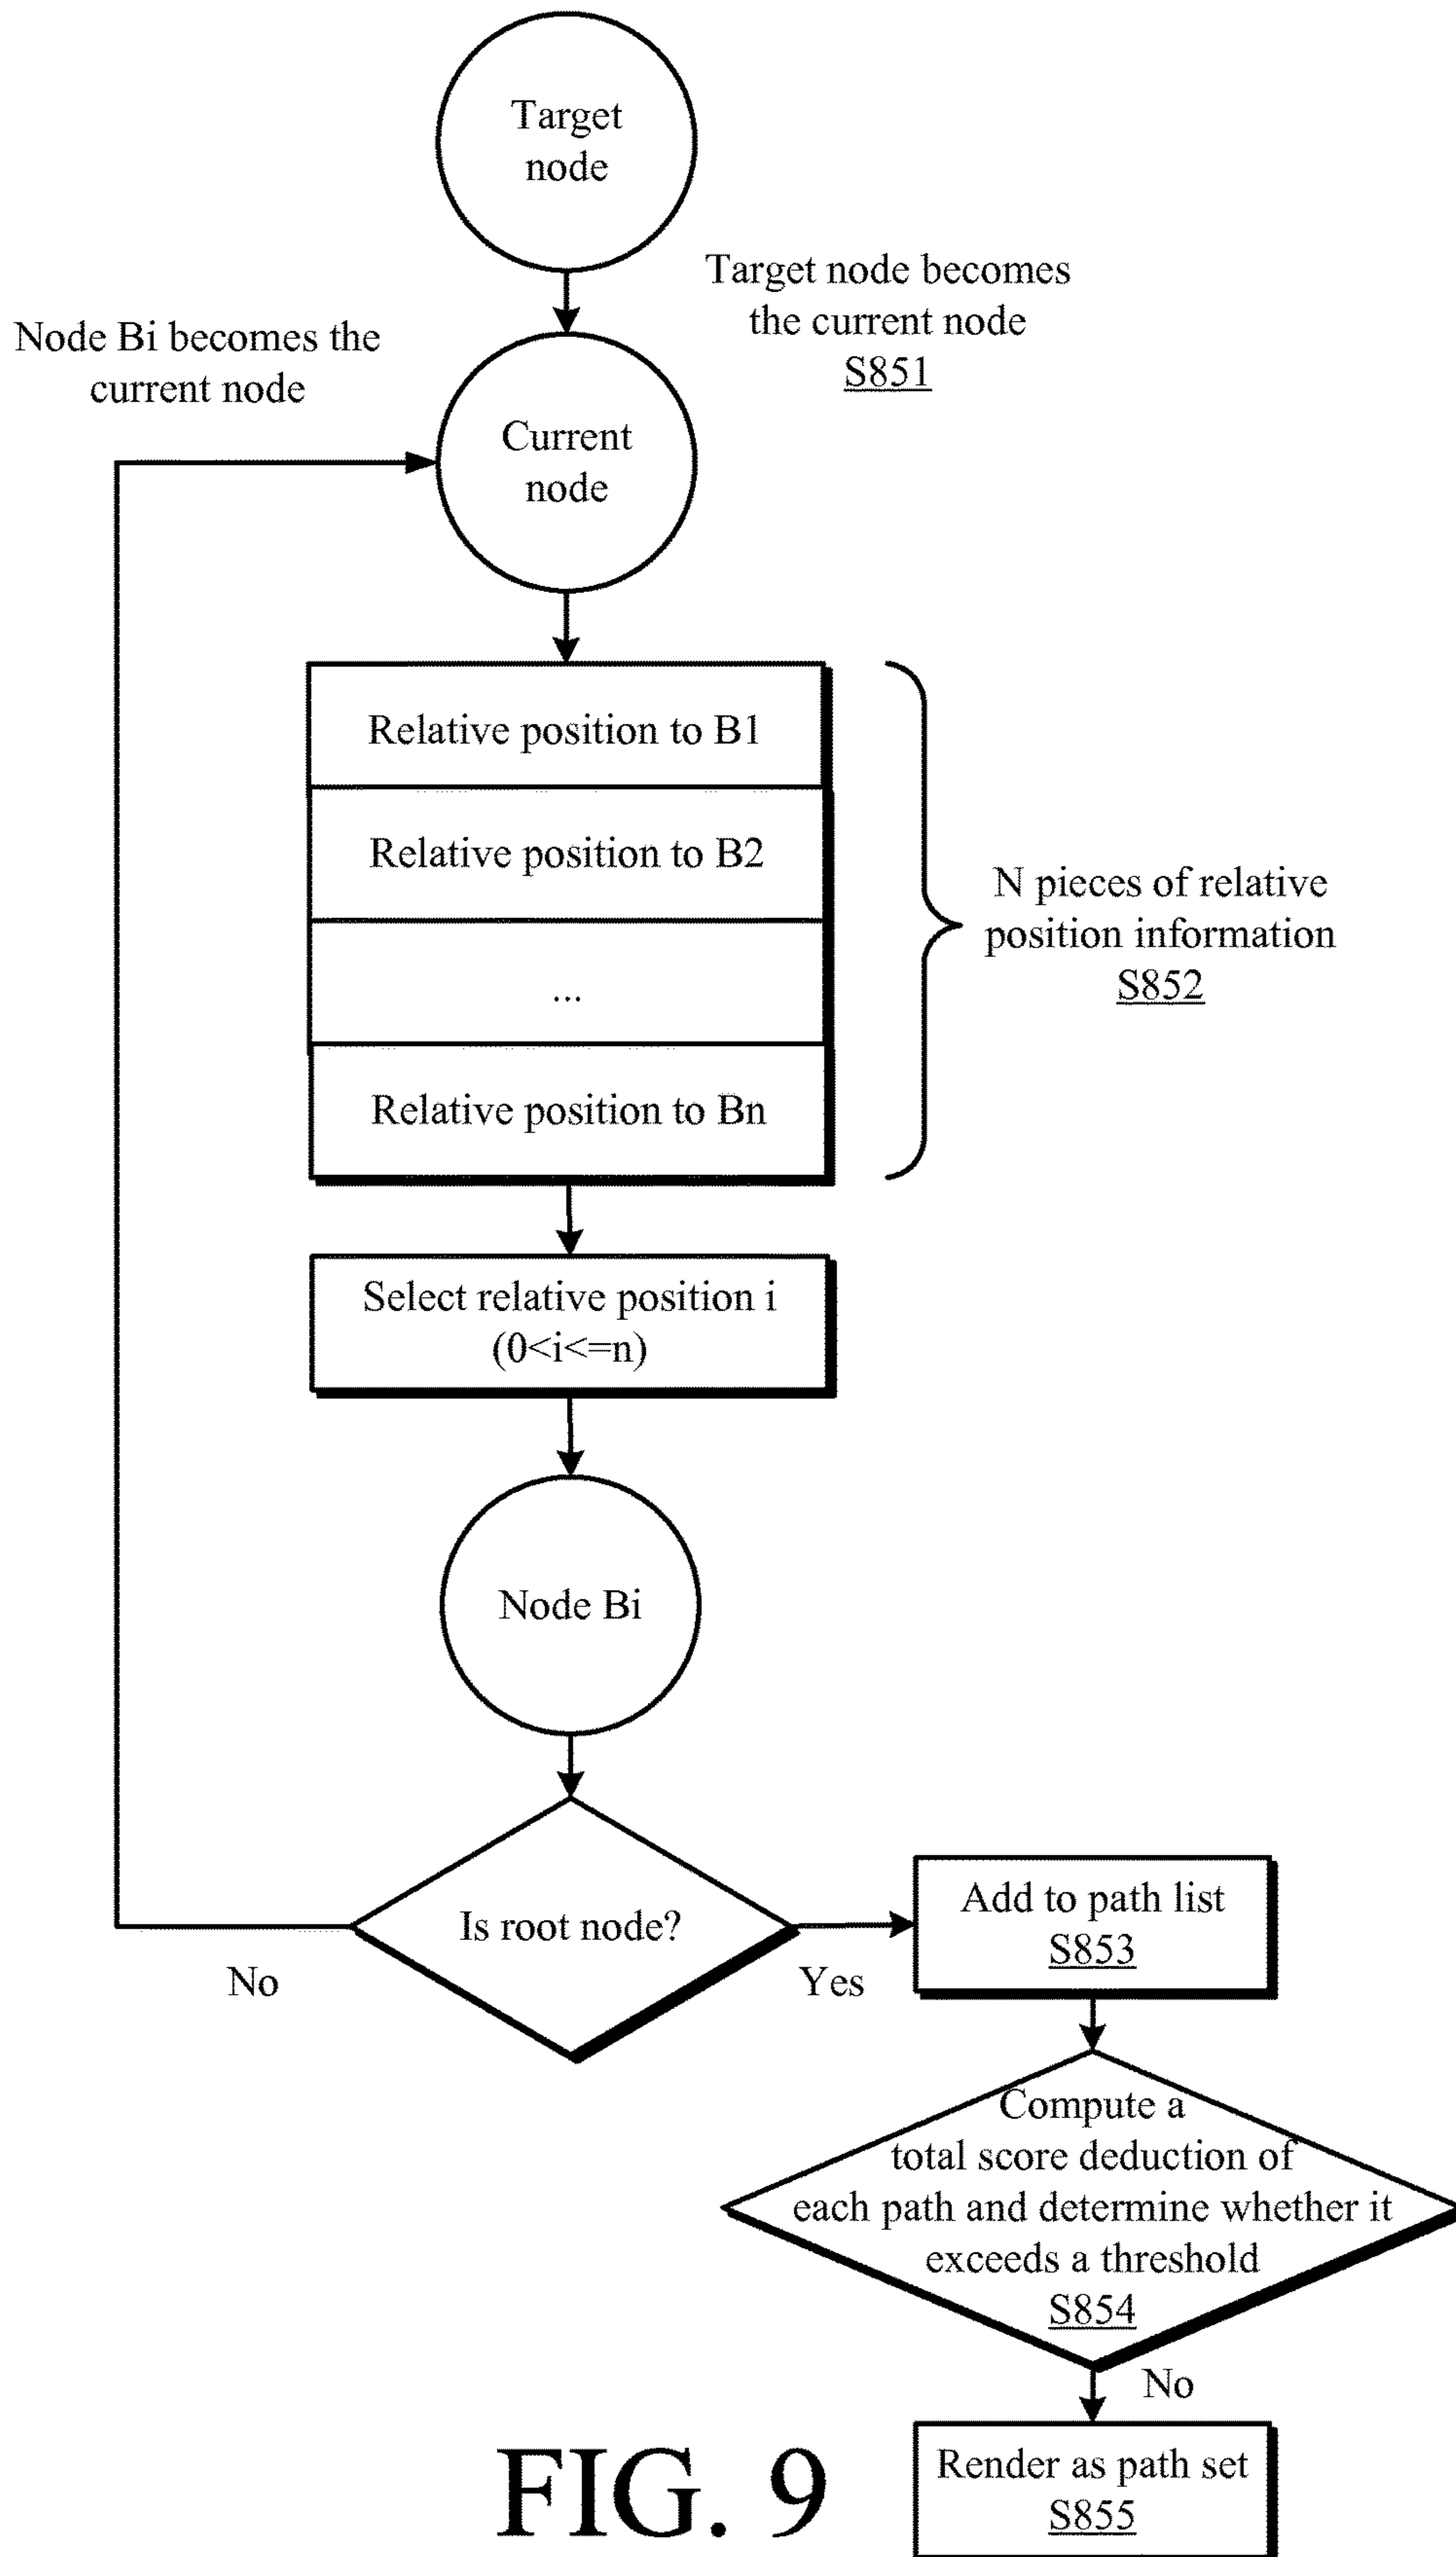 Target
node
Target node becomes
the current node
S851
Node Bi becomes the
current node
Current
node
Relative position to B1
Relative position to B2
...
Relative position to Bn
N pieces of relative
position information
S852
Select relative position i
(0<i<=n)
Node Bi
Is root node?
No
Yes
Add to path list
S853
Compute a
total score deduction of
each path and determine whether it
exceeds a threshold
S854
No
Render as path set
S855
FIG. 9